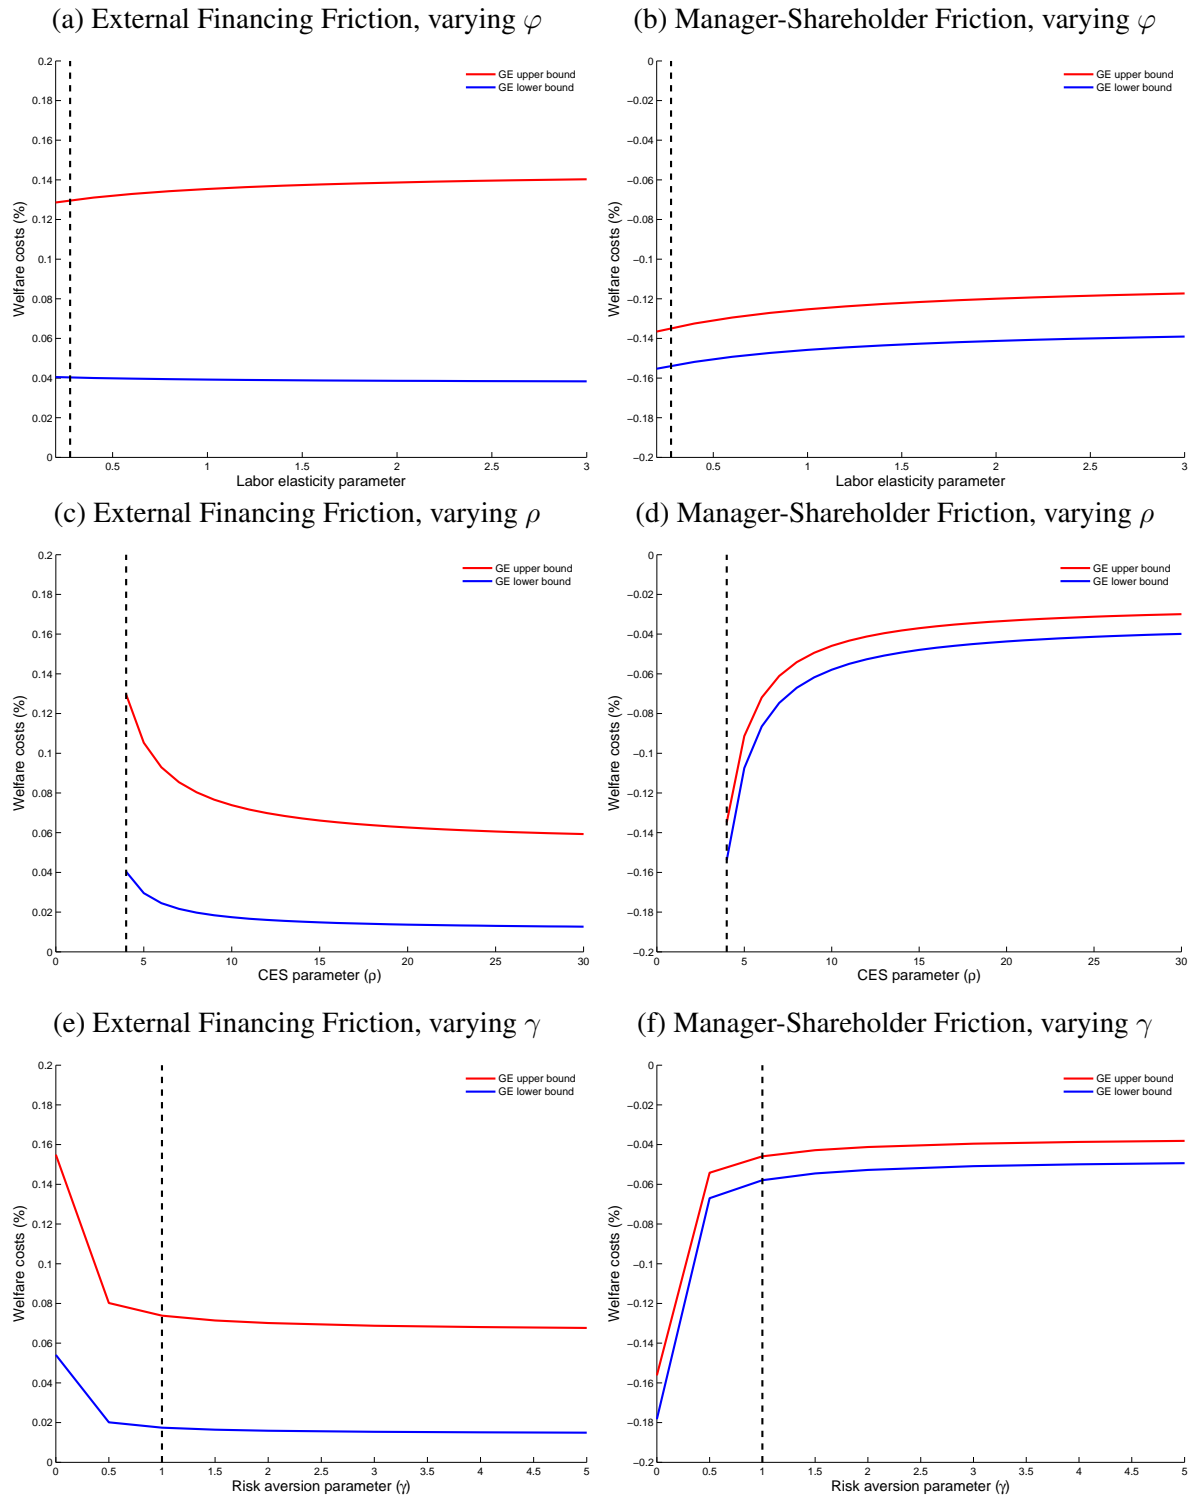 (a) External Financing Friction, varying φ
0.2
0.18
0.16
0.14
0.12
0.1
0.08
0.06
0.04
0.02
0
Welfare costs (%)
GE upper bound
GE lower bound
0.5 1 1.5 2 2.5 3
Labor elasticity parameter
(b) Manager-Shareholder Friction, varying φ
0
−0.02
−0.04
−0.06
−0.08
−0.1
−0.12
−0.14
−0.16
−0.18
−0.2
Welfare costs (%)
GE upper bound
GE lower bound
0.5 1 1.5 2 2.5 3
Labor elasticity parameter
(c) External Financing Friction, varying ρ
0.2
0.18
0.16
0.14
0.12
0.1
0.08
0.06
0.04
0.02
0
Welfare costs (%)
GE upper bound
GE lower bound
0 5 10 15 20 25 30
CES parameter (ρ)
(d) Manager-Shareholder Friction, varying ρ
0
−0.02
−0.04
−0.06
−0.08
−0.1
−0.12
−0.14
−0.16
−0.18
−0.2
Welfare costs (%)
GE upper bound
GE lower bound
0 5 10 15 20 25 30
CES parameter (ρ)
(e) External Financing Friction, varying γ
0.2
0.18
0.16
0.14
0.12
0.1
0.08
0.06
0.04
0.02
0
Welfare costs (%)
GE upper bound
GE lower bound
0 0.5 1 1.5 2 2.5 3 3.5 4 4.5 5
Risk aversion parameter (γ)
(f) Manager-Shareholder Friction, varying γ
0
−0.02
−0.04
−0.06
−0.08
−0.1
−0.12
−0.14
−0.16
−0.18
−0.2
Welfare costs (%)
GE upper bound
GE lower bound
0 0.5 1 1.5 2 2.5 3 3.5 4 4.5 5
Risk aversion parameter (γ)